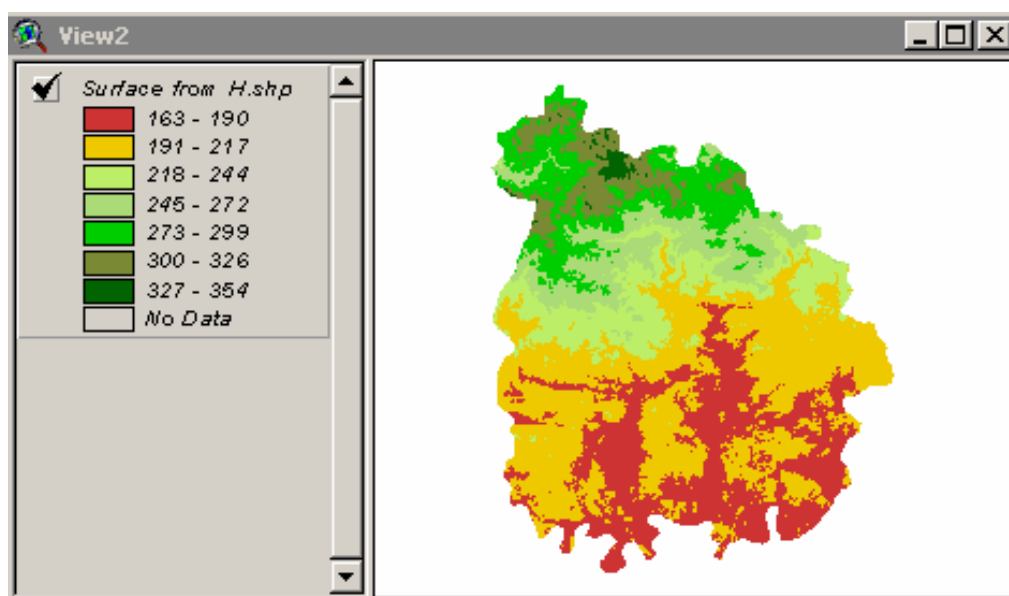 View2
Surface from H.shp
163 - 190
191 - 217
218 - 244
245 - 272
273 - 299
300 - 326
327 - 354
No Data